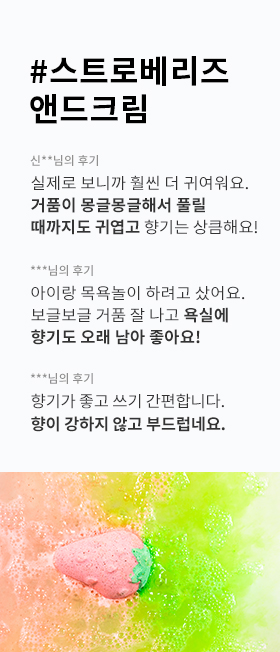 #스트로베리즈
앤드크림
신**님의 후기
실제로 보니까 훨씬 더 귀여워요.
거품이 몽글몽글해서 풀릴
때까지도 귀엽고 향기는 상큼해요!
***님의 후기
아이랑 목욕놀이 하려고 샀어요.
보글보글 거품 잘 나고 욕실에
향기도 오래 남아 좋아요!
***님의 후기
향기가 좋고 쓰기 간편합니다.
향이 강하지 않고 부드럽네요.